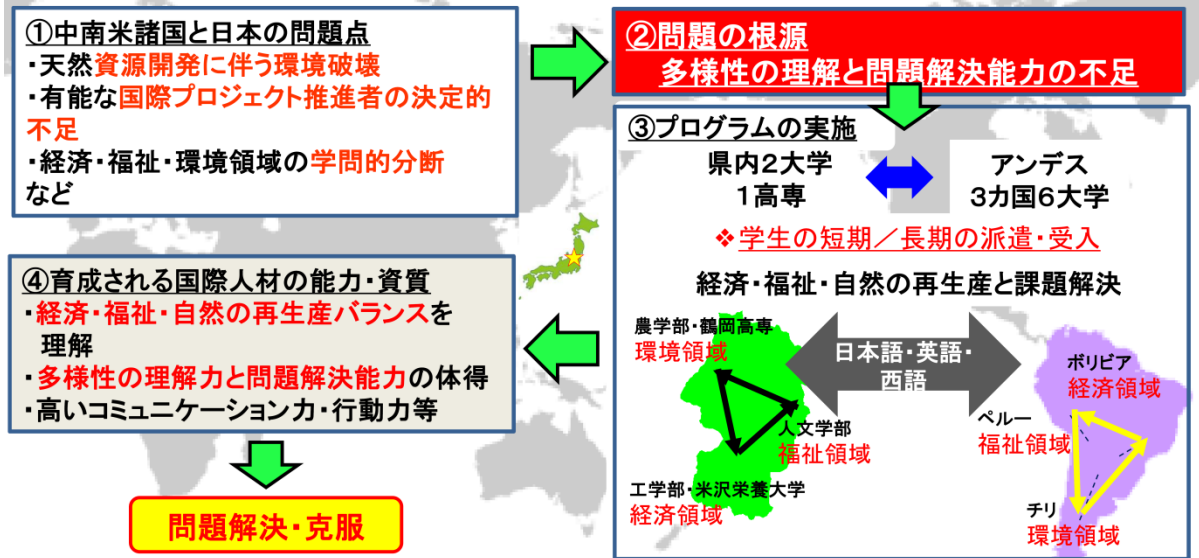 ①中南米諸国と日本の問題点
・天然資源開発に伴う環境破壊
・有能な国際プロジェクト推進者の決定的
不足
・経済・福祉・環境領域の学問的分断
など
②問題の根源
多様性の理解と問題解決能力の不足
③プログラムの実施
県内2大学
1高専
アンデス
3カ国6大学
❖学生の短期／長期の派遣・受入
経済・福祉・自然の再生産と課題解決
農学部・鶴岡高専
環境領域
人文学部
福祉領域
工学部・米沢栄養大学
経済領域
日本語・英語・
西語
ボリビア
経済領域
ペルー
福祉領域
チリ
環境領域
④育成される国際人材の能力・資質
・経済・福祉・自然の再生産バランスを
理解
・多様性の理解力と問題解決能力の体得
・高いコミュニケーション力・行動力等
問題解決・克服